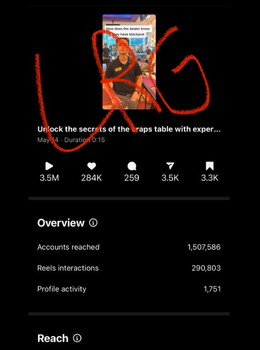 How does the dealer know
they have blackjack
URG
Unlock the secrets of the craps table with exper...
May 14 · Duration 0:15
3.5M
284K
259
3.5K
3.3K
Overview
Accounts reached 1,507,586
Reels interactions 290,803
Profile activity 1,751
Reach